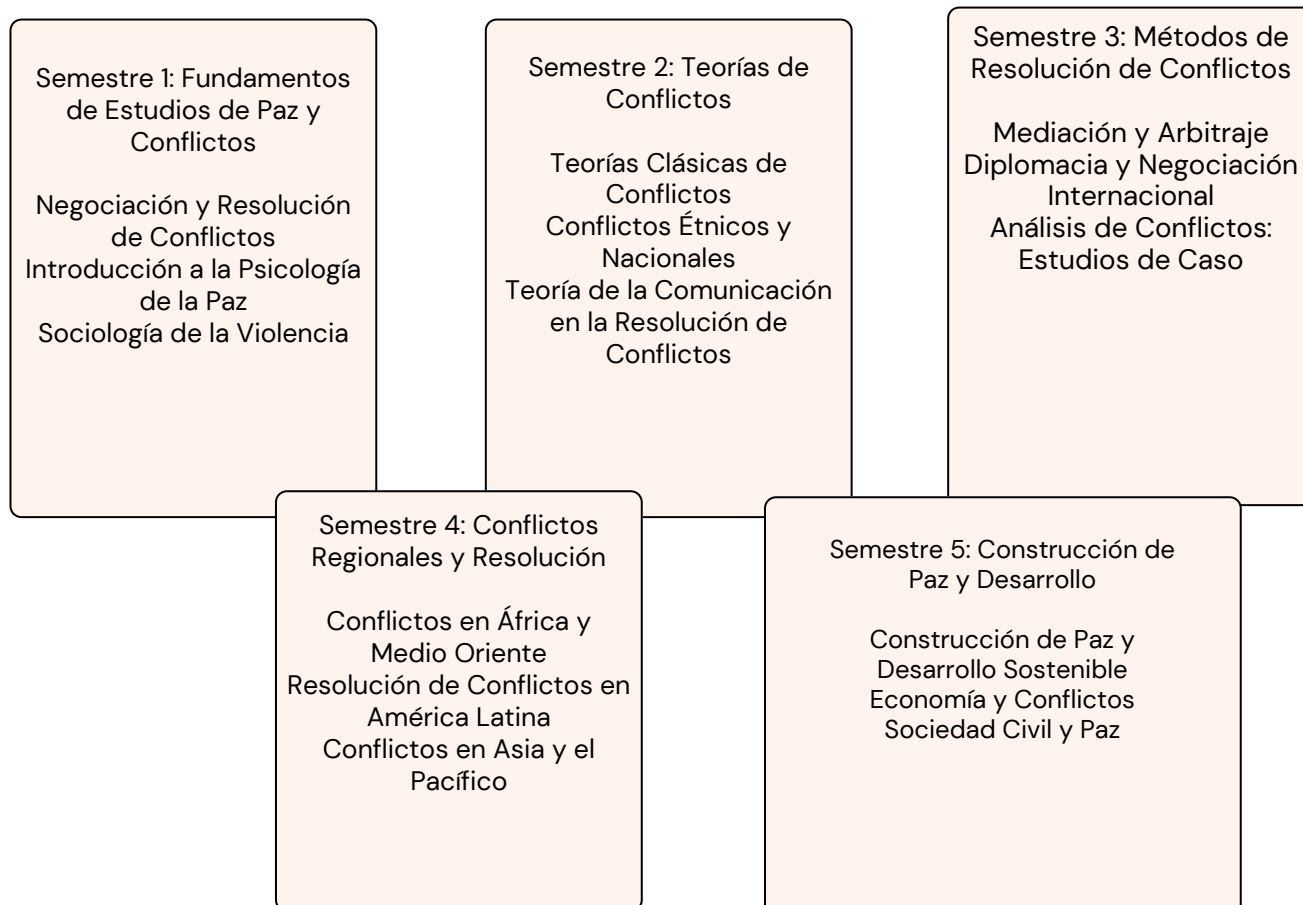 Semestre 1: Fundamentos
de Estudios de Paz y
Conflictos
Negociación y Resolución
de Conflictos
Introducción a la Psicología
de la Paz
Sociología de la Violencia
Semestre 2: Teorías de
Conflictos
Teorías Clásicas de
Conflictos
Conflictos Étnicos y
Nacionales
Teoría de la Comunicación
en la Resolución de
Conflictos
Semestre 3: Métodos de
Resolución de Conflictos
Mediación y Arbitraje
Diplomacia y Negociación
Internacional
Análisis de Conflictos:
Estudios de Caso
Semestre 4: Conflictos
Regionales y Resolución
Conflictos en África y
Medio Oriente
Resolución de Conflictos en
América Latina
Conflictos en Asia y el
Pacífico
Semestre 5: Construcción de
Paz y Desarrollo
Construcción de Paz y
Desarrollo Sostenible
Economía y Conflictos
Sociedad Civil y Paz